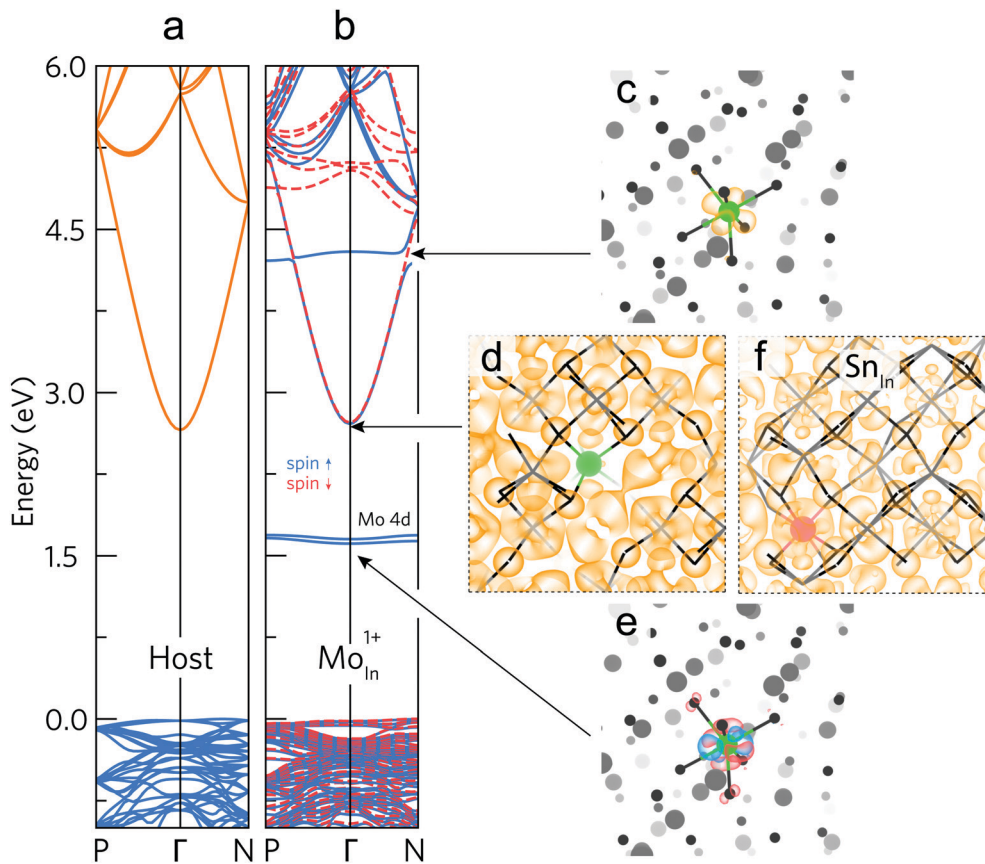 a
b
6.0
4.5
3.0
1.5
0.0
Energy (eV)
spin ↑
spin ↓
Mo 4d
Host
Mo In 1+
P Γ N
P Γ N
c
d
f
Sn In
e